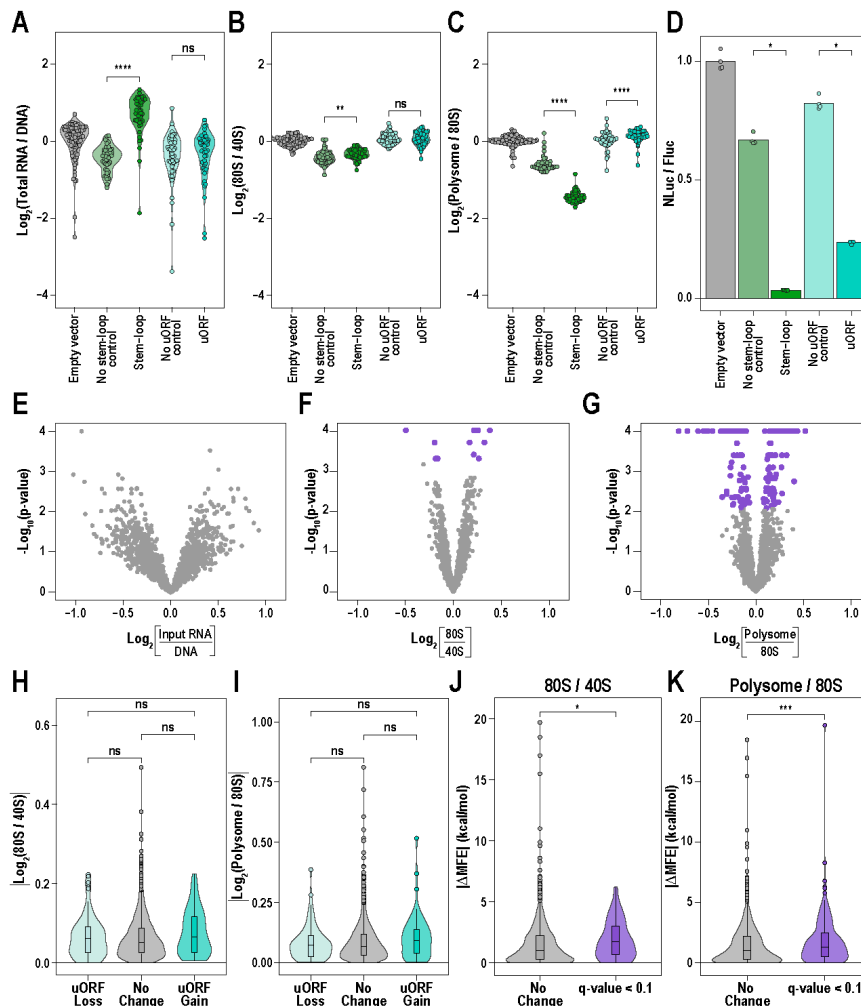 A
B
C
D
Log2(Total RNA / DNA)
2
0
−2
−4
****
ns
Empty vector
No stem-loop control
Stem-loop
No uORF control
uORF
Log2(80S / 40S)
2
0
−2
−4
**
ns
Empty vector
No stem-loop control
Stem-loop
No uORF control
uORF
Log2(Polysome / 80S)
2
0
−2
−4
****
****
Empty vector
No stem-loop control
Stem-loop
No uORF control
uORF
NLuc / Fluc
1.0
0.5
0.0
*
*
Empty vector
No stem-loop control
Stem-loop
No uORF control
uORF
E
F
G
-Log10(p-value)
4
3
2
1
0
−1.0
−0.5
0.0
0.5
1.0
Log2[Input RNA / DNA]
-Log10(p-value)
4
3
2
1
0
−1.0
−0.5
0.0
0.5
1.0
Log2[80S / 40S]
-Log10(p-value)
4
3
2
1
0
−1.0
−0.5
0.0
0.5
1.0
Log2[Polysome / 80S]
H
I
J
K
|Log2(80S / 40S)|
0.6
0.4
0.2
0.0
ns
ns
ns
uORF Loss
No Change
uORF Gain
|Log2(Polysome / 80S)|
1.00
0.75
0.50
0.25
0.00
ns
ns
ns
uORF Loss
No Change
uORF Gain
80S / 40S
|ΔMFE| (kcal/mol)
20
15
10
5
0
*
No Change
q-value < 0.1
Polysome / 80S
|ΔMFE| (kcal/mol)
20
15
10
5
0
***
No Change
q-value < 0.1